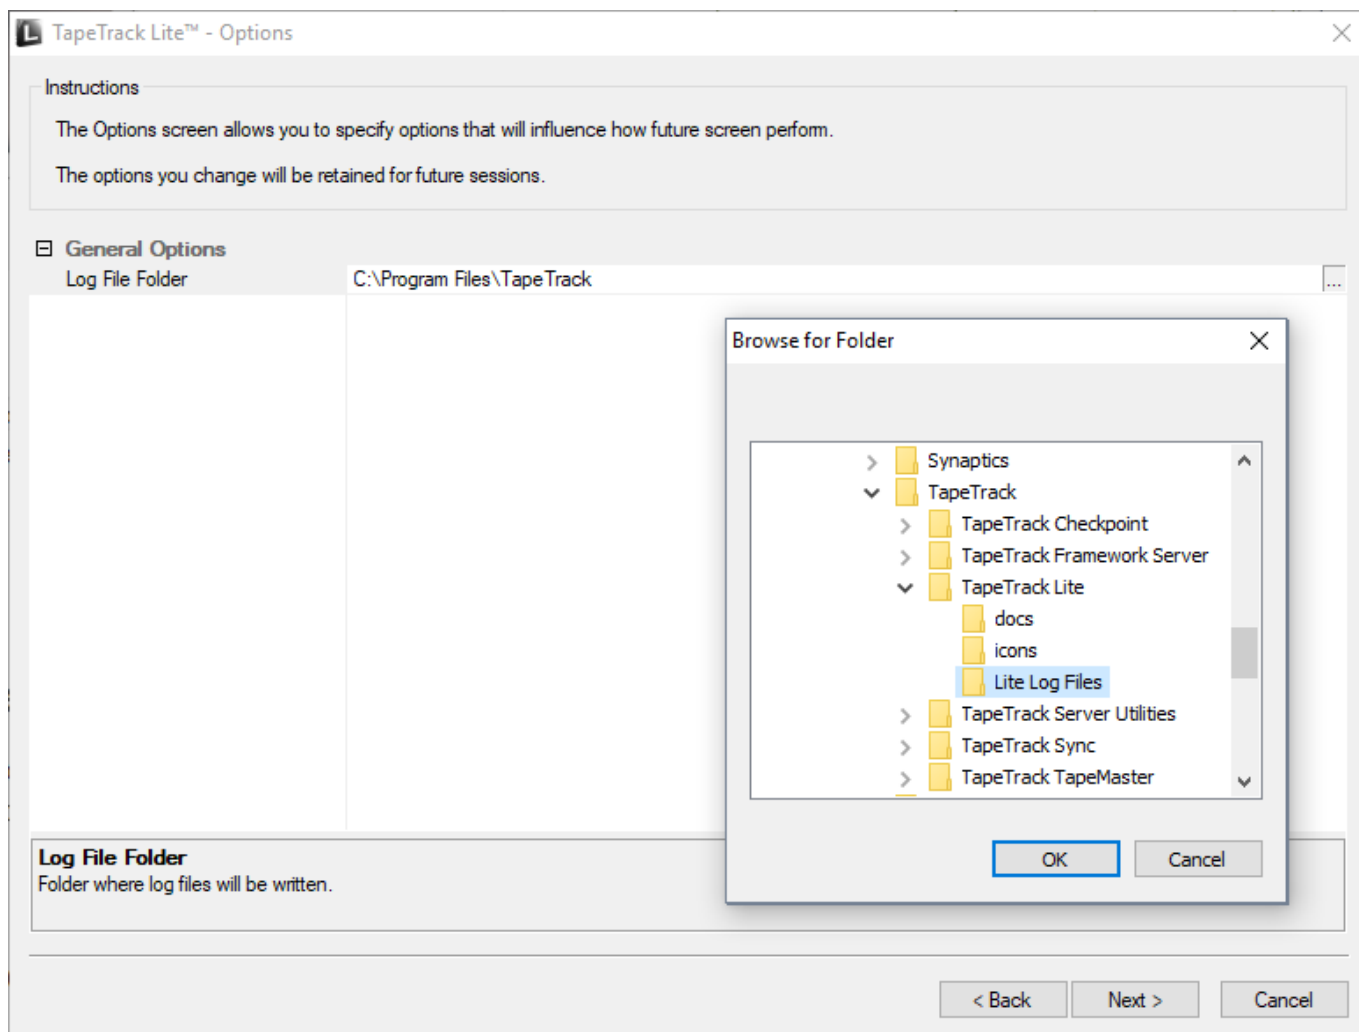 TapeTrack Lite™ - Options
Instructions
The Options screen allows you to specify options that will influence how future screen perform.
The options you change will be retained for future sessions.
General Options
Log File Folder C:\Program Files\TapeTrack ...
Browse for Folder
Synaptics
TapeTrack
TapeTrack Checkpoint
TapeTrack Framework Server
TapeTrack Lite
docs
icons
Lite Log Files
TapeTrack Server Utilities
TapeTrack Sync
TapeTrack TapeMaster
OK Cancel
Log File Folder
Folder where log files will be written.
< Back Next > Cancel